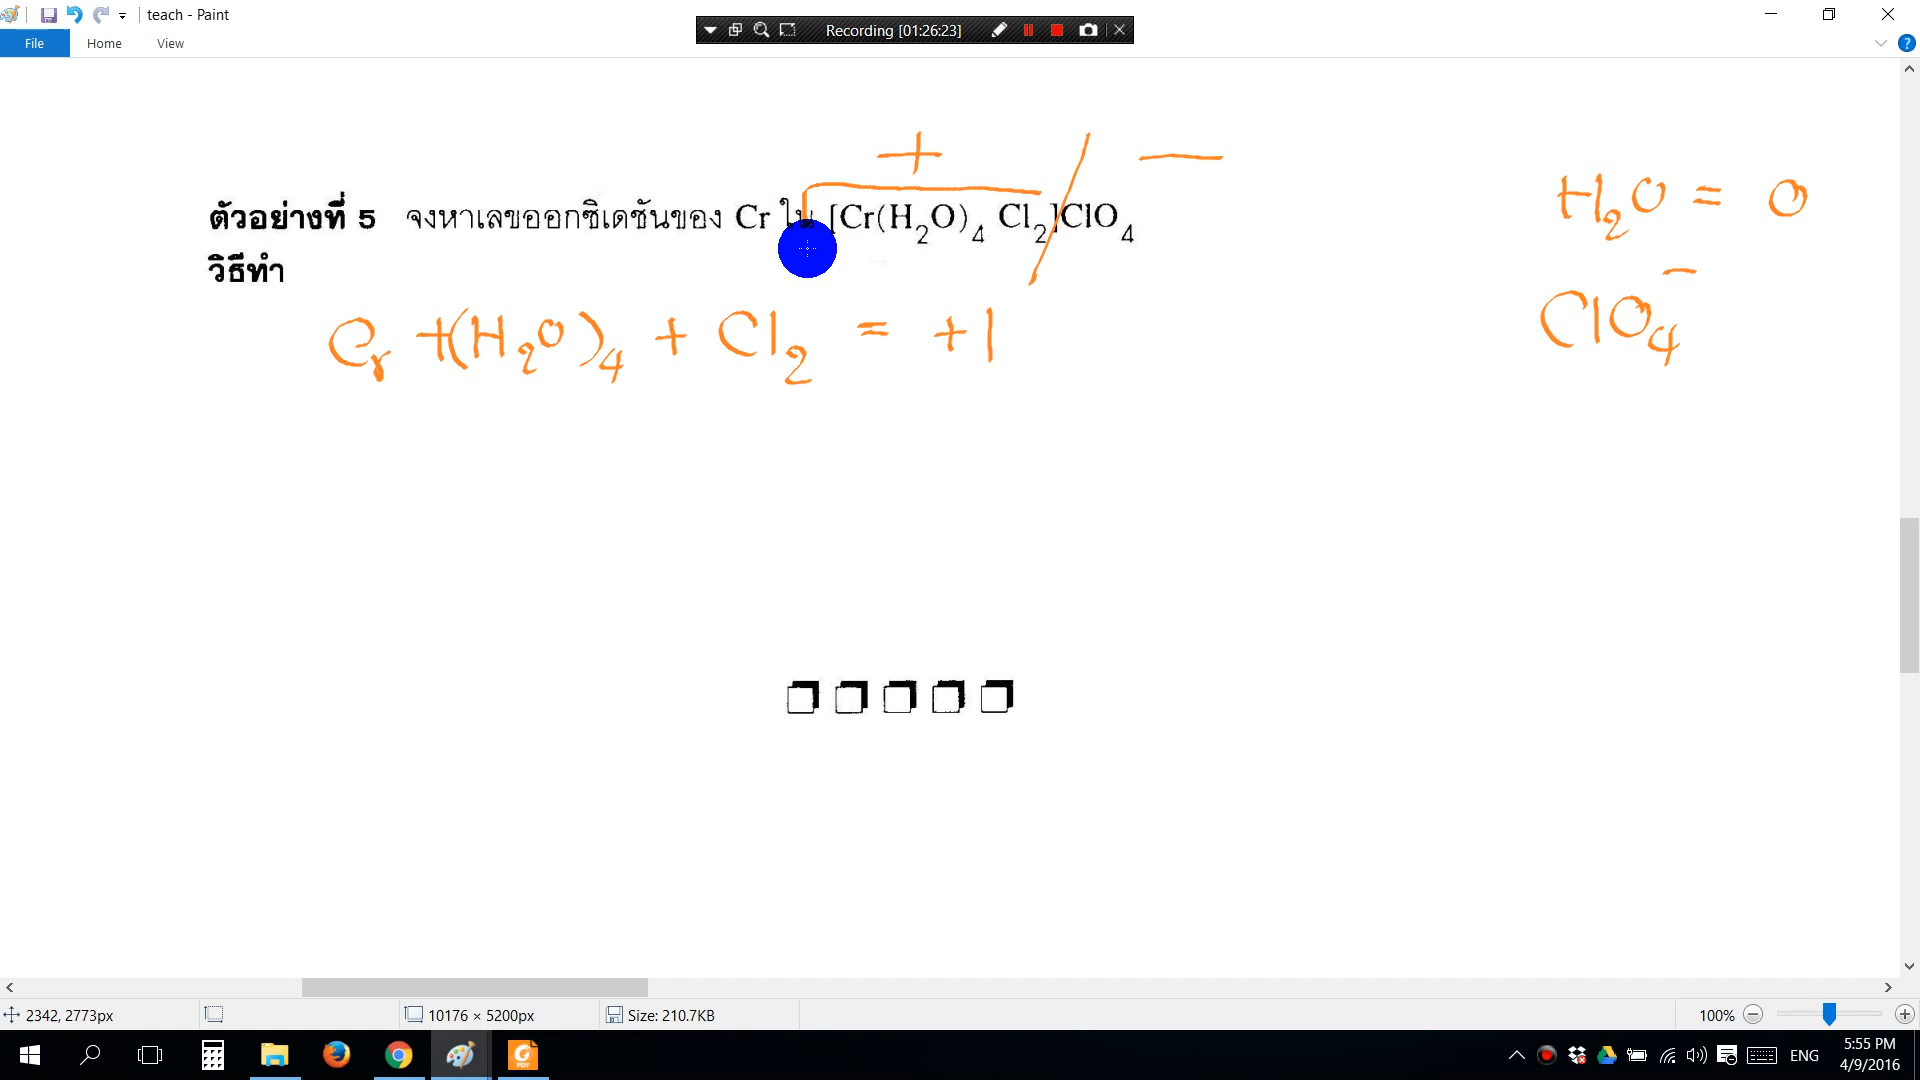 teach - Paint
Recording [01:26:23]
File Home View
+ —
ตัวอย่างที่ 5 จงหาเลขออกซิเดชันของ Cr ใน [Cr(H2O)4 Cl2]ClO4
H2O = 0
วิธีทำ
ClO4−
Cr +(H2O)4 + Cl2 = +1
2342, 2773px 10176 × 5200px Size: 210.7KB 100%
ENG 5:55 PM
4/9/2016